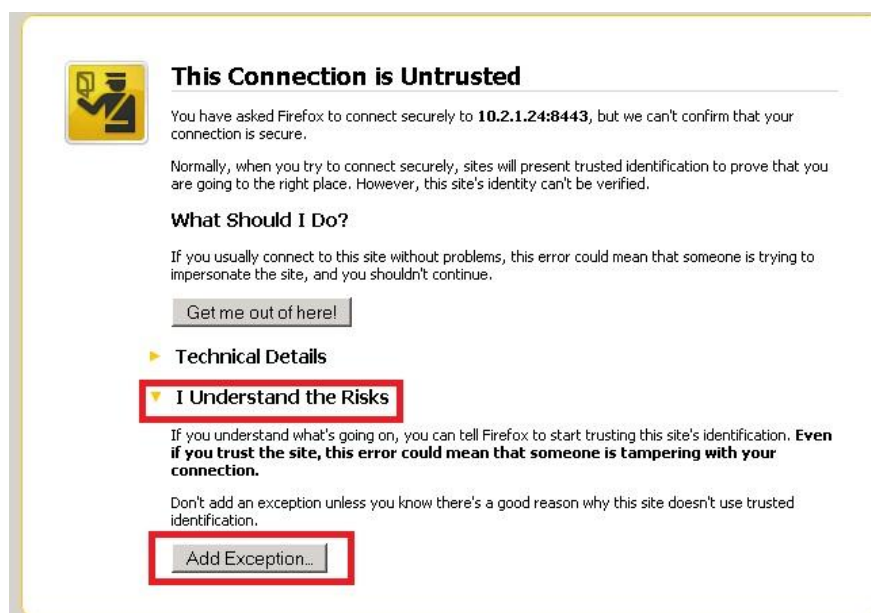 This Connection is Untrusted
You have asked Firefox to connect securely to 10.2.1.24:8443, but we can't confirm that your
connection is secure.
Normally, when you try to connect securely, sites will present trusted identification to prove that you
are going to the right place. However, this site's identity can't be verified.
What Should I Do?
If you usually connect to this site without problems, this error could mean that someone is trying to
impersonate the site, and you shouldn't continue.
Get me out of here!
Technical Details
I Understand the Risks
If you understand what's going on, you can tell Firefox to start trusting this site's identification. Even
if you trust the site, this error could mean that someone is tampering with your
connection.
Don't add an exception unless you know there's a good reason why this site doesn't use trusted
identification.
Add Exception...